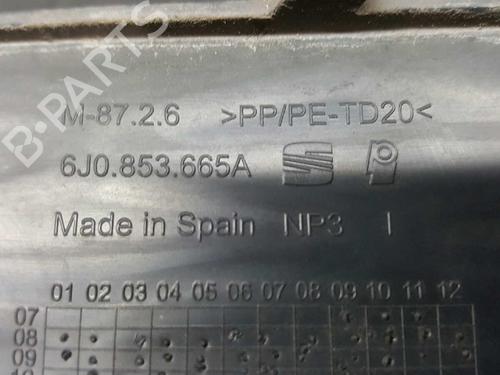 B-PARTS
M-87.2.6 >PP/PE-TD20<
6J0.853.665A
Made in Spain NP3 I
01 02 03 04 05 06 07 08 09 10 11 12
07
08
09
10